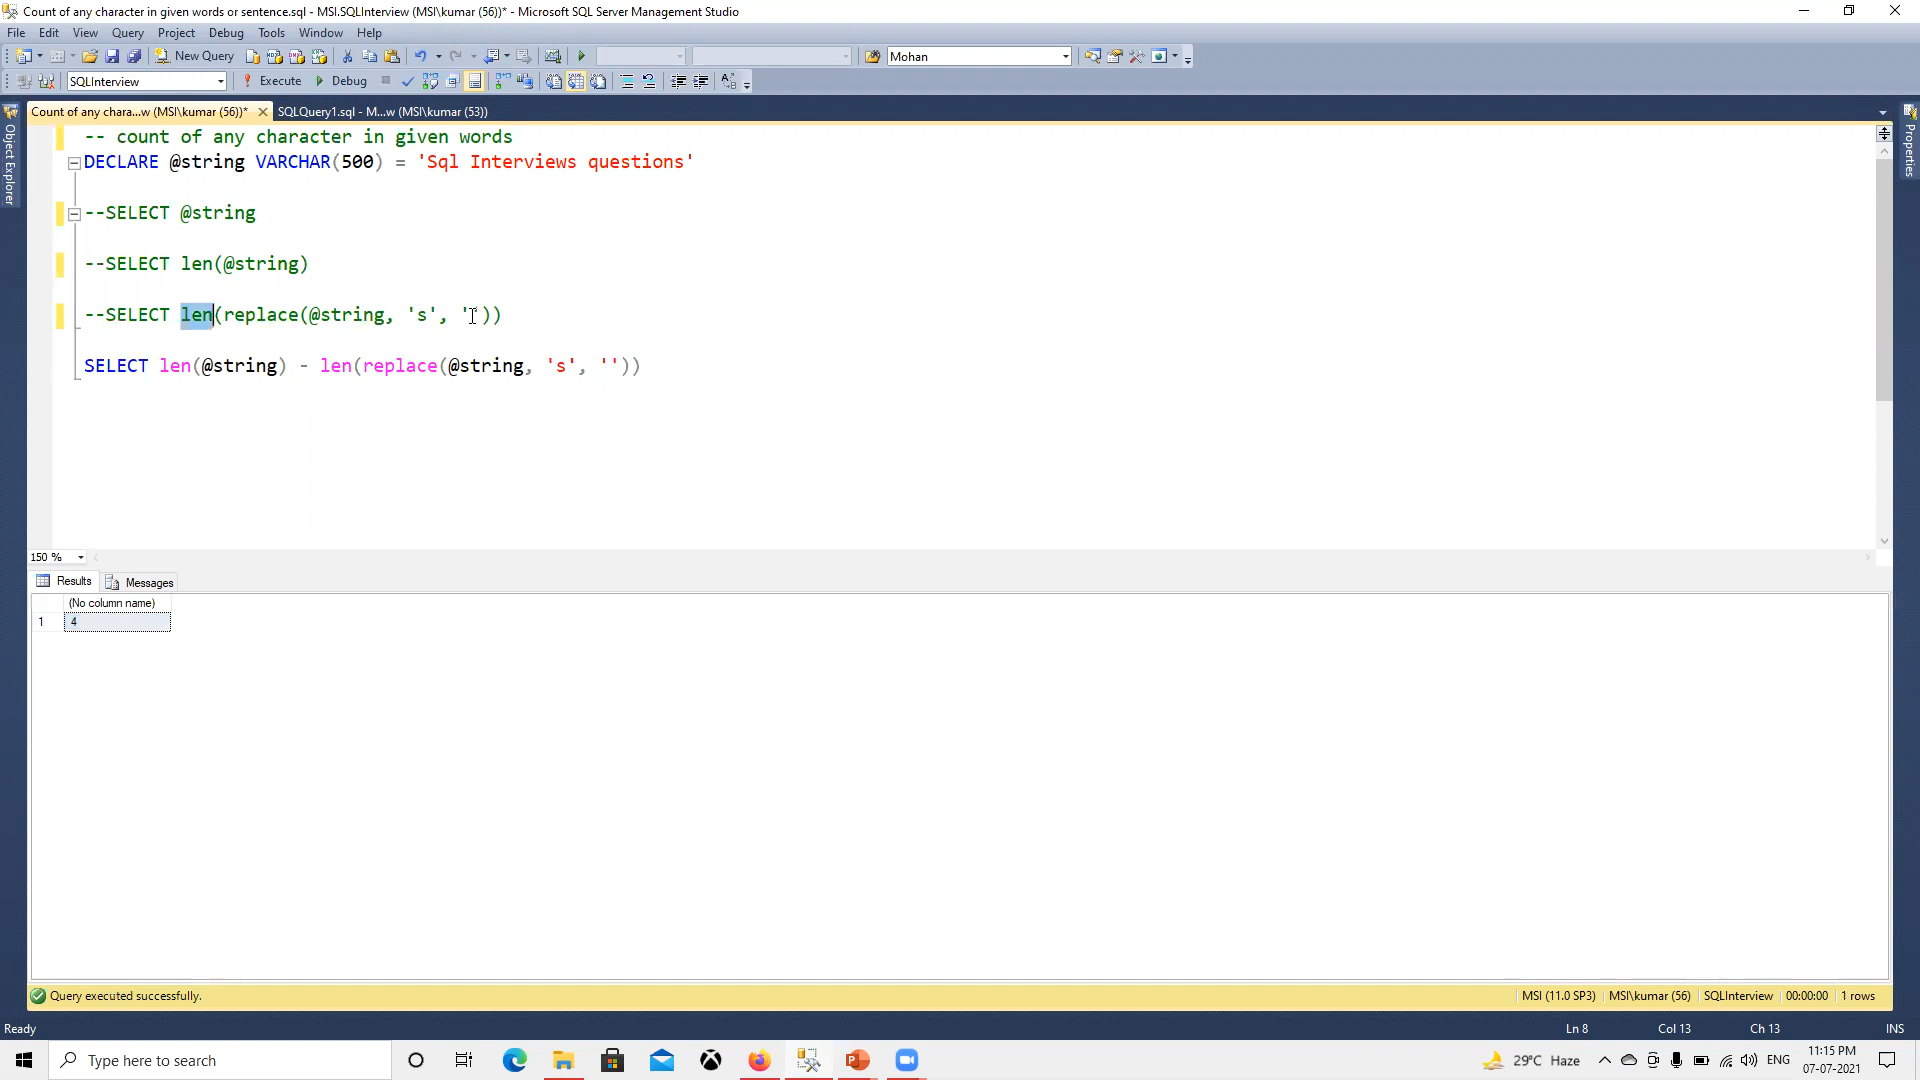 Count of any character in given words or sentence.sql - MSI.SQLInterview (MSI\kumar (56))* - Microsoft SQL Server Management Studio
File Edit View Query Project Debug Tools Window Help
New Query Mohan
SQLInterview Execute Debug
Count of any chara...w (MSI\kumar (56))* SQLQuery1.sql - M...w (MSI\kumar (53))
Object Explorer
Properties
-- count of any character in given words
DECLARE @string VARCHAR(500) = 'Sql Interviews questions'
--SELECT @string
--SELECT len(@string)
--SELECT len(replace(@string, 's', ''))
SELECT len(@string) - len(replace(@string, 's', ''))
150 %
Results Messages
(No column name)
1 4
Query executed successfully. MSI (11.0 SP3) MSI\kumar (56) SQLInterview 00:00:00 1 rows
Ready Ln 8 Col 13 Ch 13 INS
Type here to search 29°C Haze ENG 11:15 PM
07-07-2021